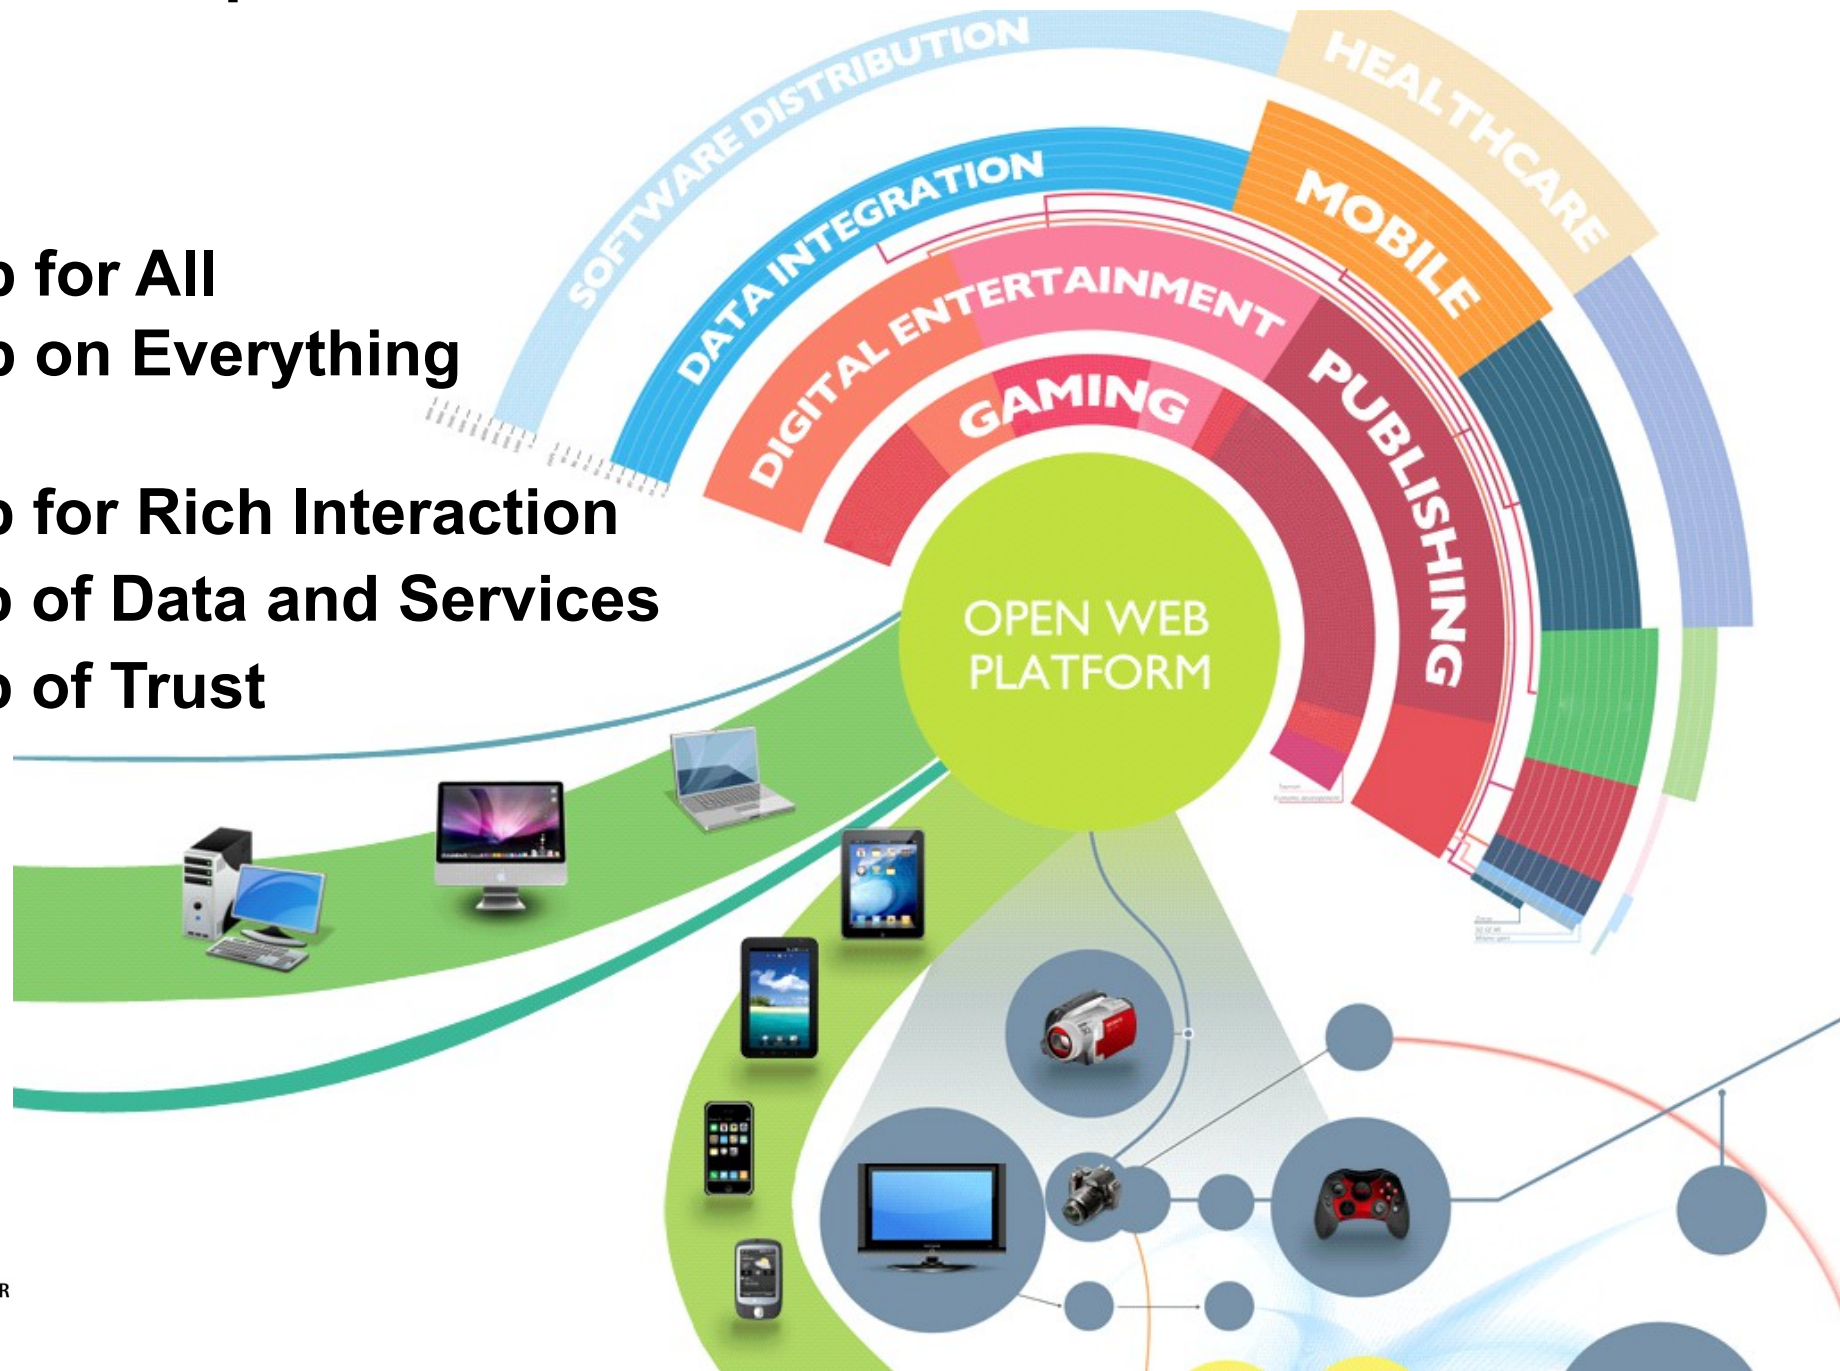 b for All
b on Everything
b for Rich Interaction
b of Data and Services
b of Trust
SOFTWARE DISTRIBUTION
HEALTHCARE
DATA INTEGRATION
MOBILE
DIGITAL ENTERTAINMENT
PUBLISHING
GAMING
OPEN WEB
PLATFORM
R